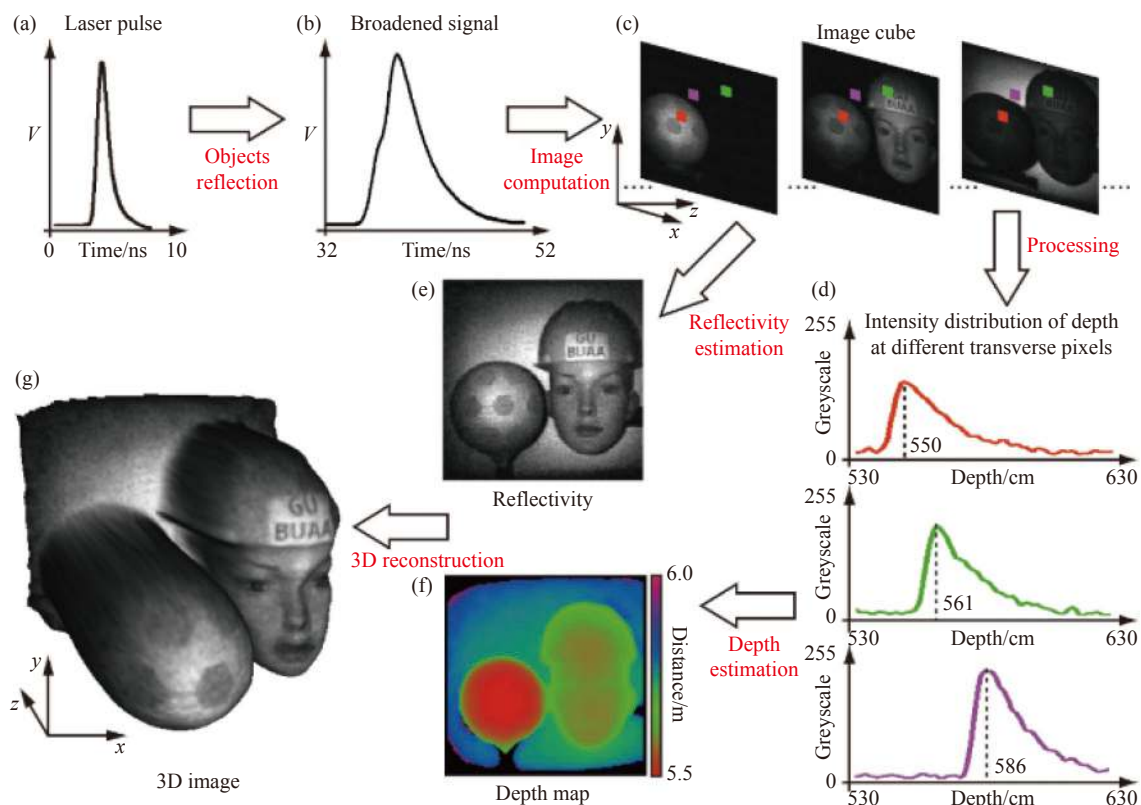 (a)
Laser pulse
V
0
Time/ns
10
Objects
reflection
(b)
Broadened signal
V
32
Time/ns
52
Image
computation
(c)
Image cube
y
z
x
....
....
....
....
GU
BUAA
GU
BUAA
Processing
(d)
Intensity distribution of depth
at different transverse pixels
255
Greyscale
0
550
530
Depth/cm
630
255
Greyscale
0
561
530
Depth/cm
630
255
Greyscale
0
586
530
Depth/cm
630
Reflectivity
estimation
(e)
GU
BUAA
Reflectivity
Depth
estimation
(f)
6.0
Distance/m
5.5
Depth map
3D reconstruction
(g)
GU
BUAA
y
z
x
3D image